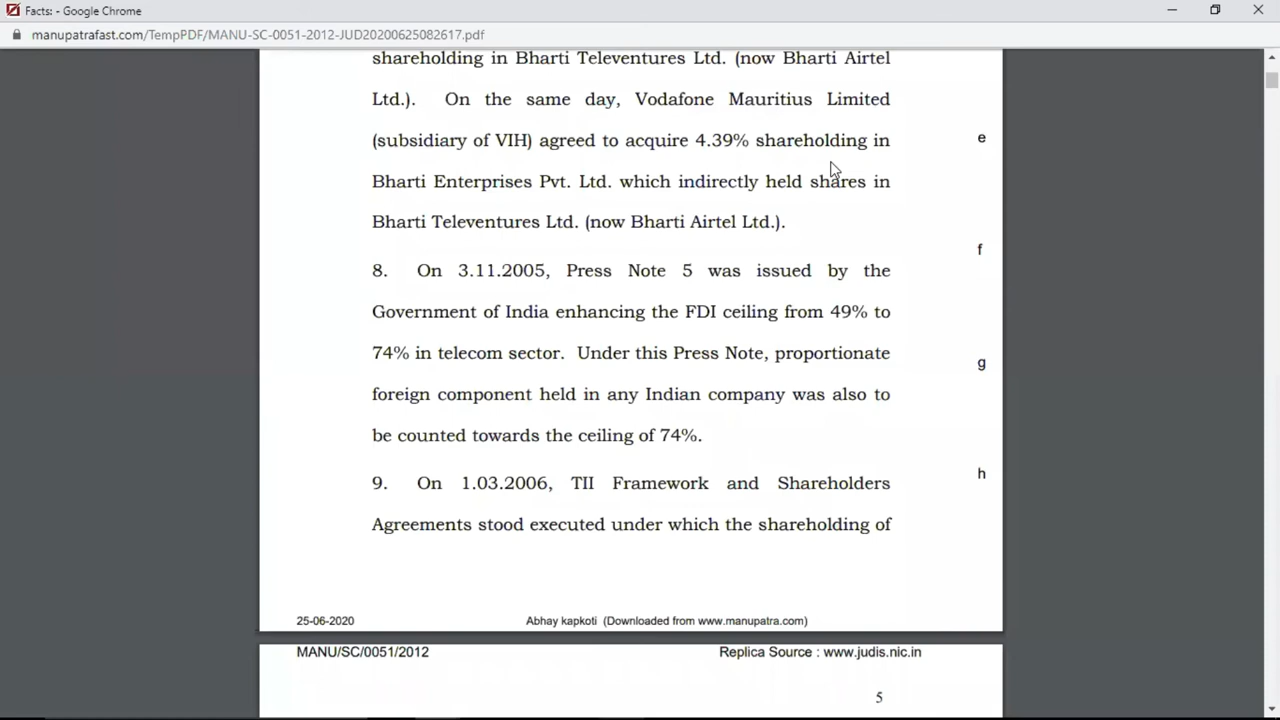 Facts: - Google Chrome
manupatrafast.com/TempPDF/MANU-SC-0051-2012-JUD20200625082617.pdf
shareholding in Bharti Televentures Ltd. (now Bharti Airtel
Ltd.). On the same day, Vodafone Mauritius Limited
(subsidiary of VIH) agreed to acquire 4.39% shareholding in
e
Bharti Enterprises Pvt. Ltd. which indirectly held shares in
Bharti Televentures Ltd. (now Bharti Airtel Ltd.).
f
8. On 3.11.2005, Press Note 5 was issued by the
Government of India enhancing the FDI ceiling from 49% to
74% in telecom sector. Under this Press Note, proportionate
g
foreign component held in any Indian company was also to
be counted towards the ceiling of 74%.
h
9. On 1.03.2006, TII Framework and Shareholders
Agreements stood executed under which the shareholding of
25-06-2020 Abhay kapkoti (Downloaded from www.manupatra.com)
MANU/SC/0051/2012 Replica Source : www.judis.nic.in
5